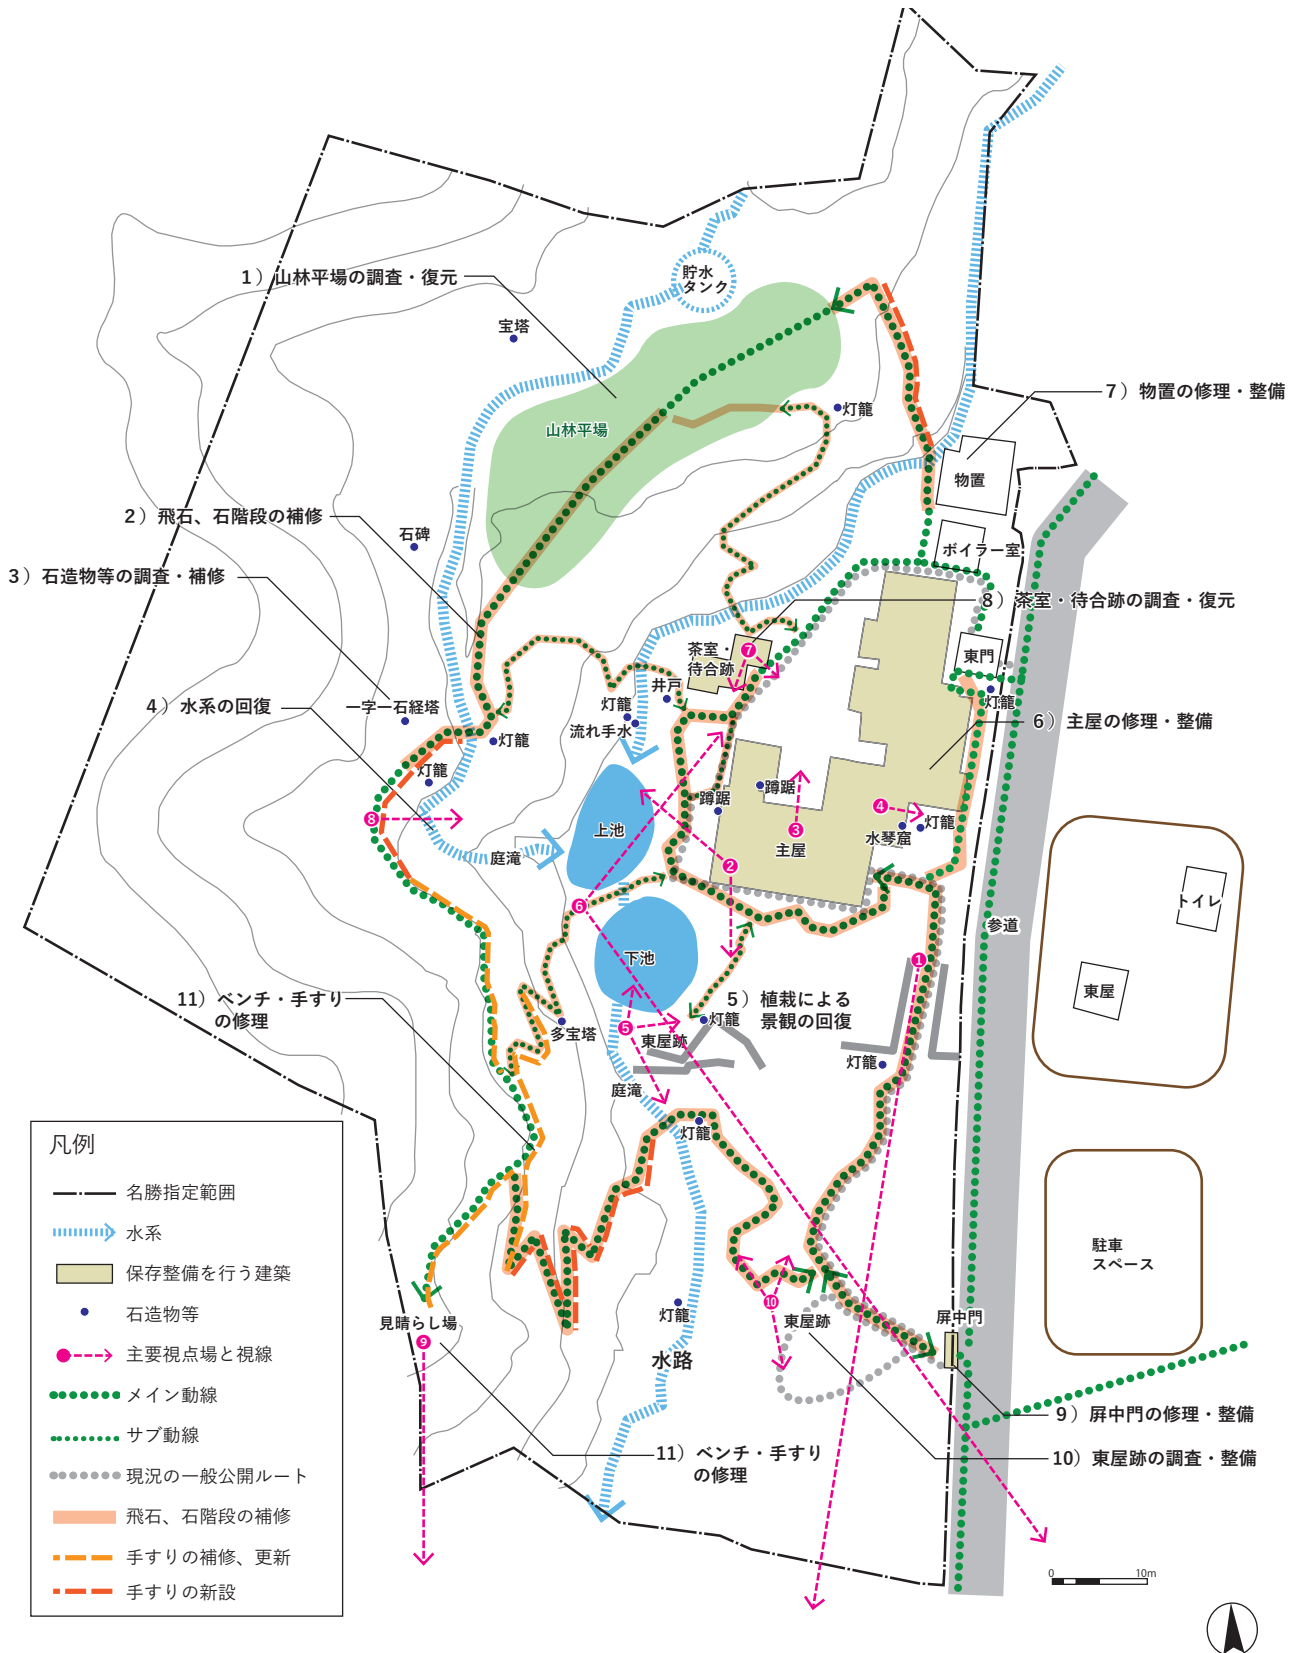 貯水
タンク
1）山林平場の調査・復元
宝塔
7）物置の修理・整備
灯籠
山林平場
物置
2）飛石、石階段の補修
石碑
ボイラー室
3）石造物等の調査・補修
8）茶室・待合跡の調査・復元
茶室・
待合跡
7
東門
井戸
4）水系の回復
一字一石経塔
灯籠
灯籠
流れ手水
6）主屋の修理・整備
灯籠
灯籠
蹲踞
蹲踞
4
8
上池
3
水琴窟
灯籠
主屋
庭滝
2
トイレ
6
参道
下池
1
東屋
11）ベンチ・手すり
の修理
5）植栽による
景観の回復
灯籠
多宝塔
5
東屋跡
灯籠
庭滝
灯籠
凡例
名勝指定範囲
水系
保存整備を行う建築
石造物等
主要視点場と視線
メイン動線
サブ動線
現況の一般公開ルート
飛石、石階段の補修
手すりの補修、更新
手すりの新設
駐車
スペース
灯籠
10
見晴らし場
9
東屋跡
屏中門
水路
9）屏中門の修理・整備
11）ベンチ・手すり
の修理
10）東屋跡の調査・整備
0
10m